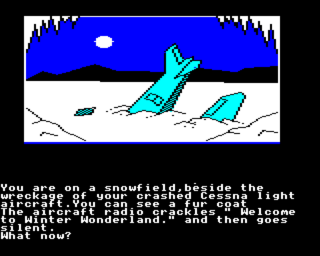 You are on a snowfield,beside the
wreckage of your crashed Cessna light
aircraft.You can see a fur coat
The aircraft radio crackles " Welcome
to Winter Wonderland." and then goes
silent.
What now?